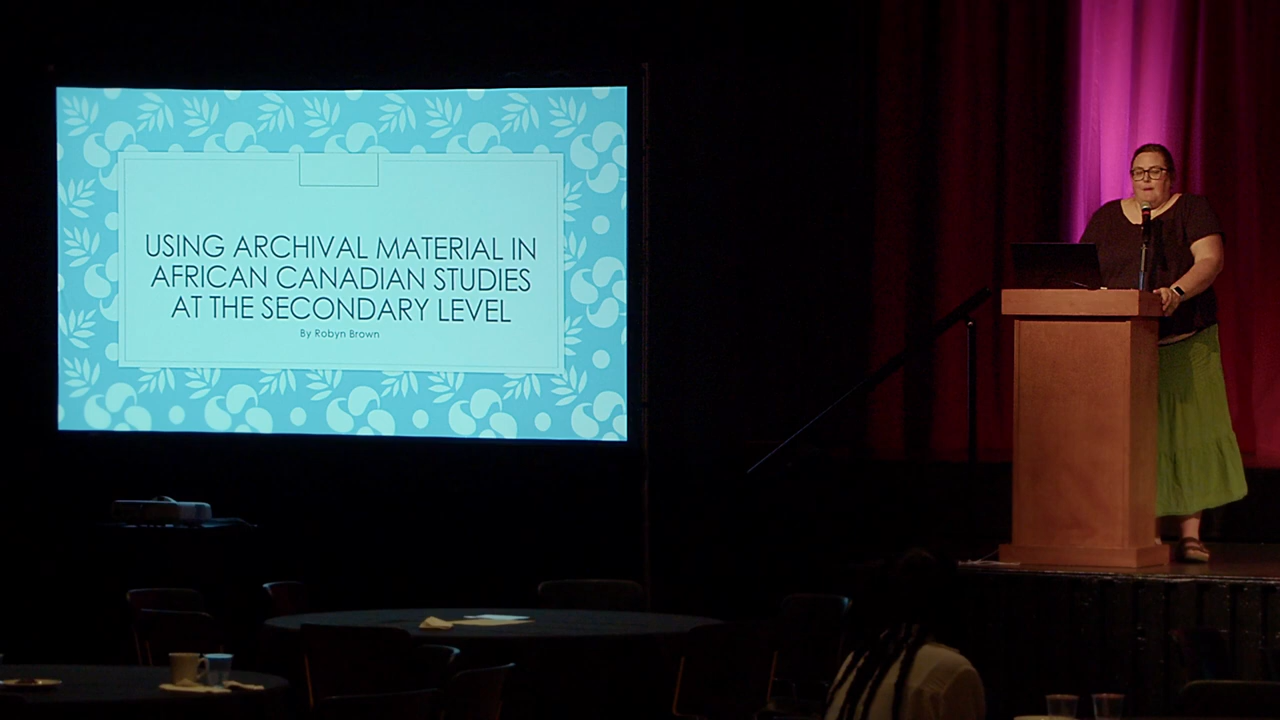 USING ARCHIVAL MATERIAL IN
AFRICAN CANADIAN STUDIES
AT THE SECONDARY LEVEL
By Robyn Brown